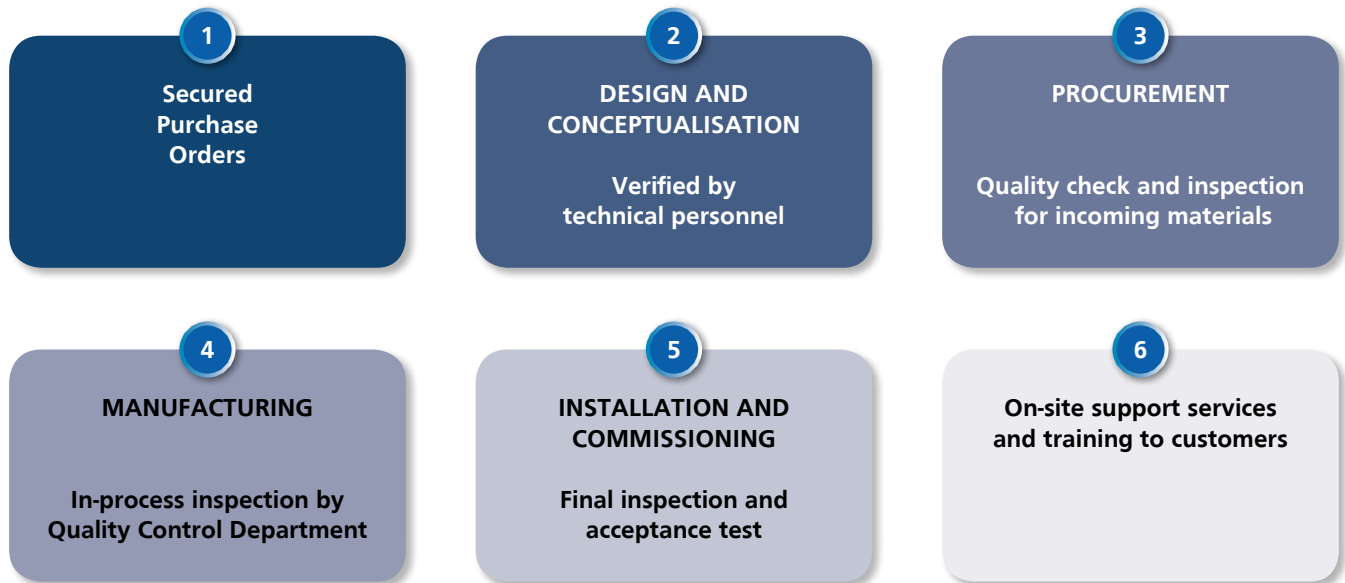 1
Secured
Purchase
Orders
2
DESIGN AND
CONCEPTUALISATION
Verified by
technical personnel
3
PROCUREMENT
Quality check and inspection
for incoming materials
4
MANUFACTURING
In-process inspection by
Quality Control Department
5
INSTALLATION AND
COMMISSIONING
Final inspection and
acceptance test
6
On-site support services
and training to customers